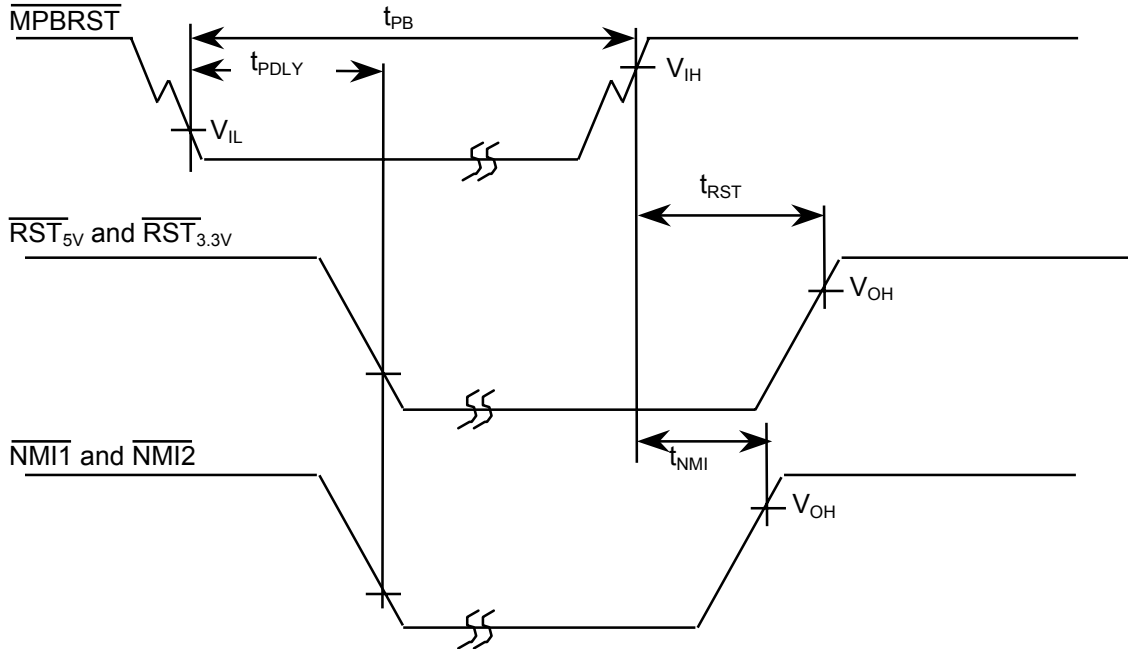 MPBRST
tPB
tPDLY
VIH
VIL
tRST
RST5V and RST3.3V
VOH
tNMI
NMI1 and NMI2
VOH